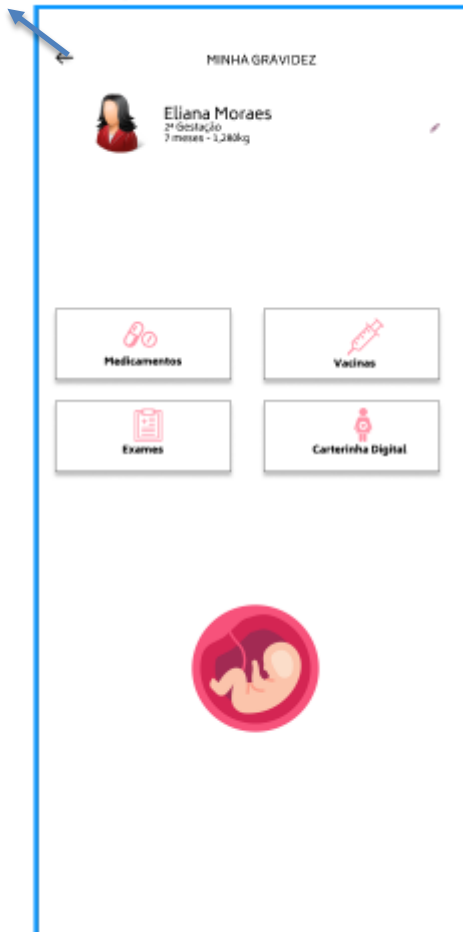 MINHA GRAVIDEZ
Eliana Moraes
2ª Gestação
7 meses - 1,280kg
Medicamentos
Vacinas
Exames
Carterinha Digital